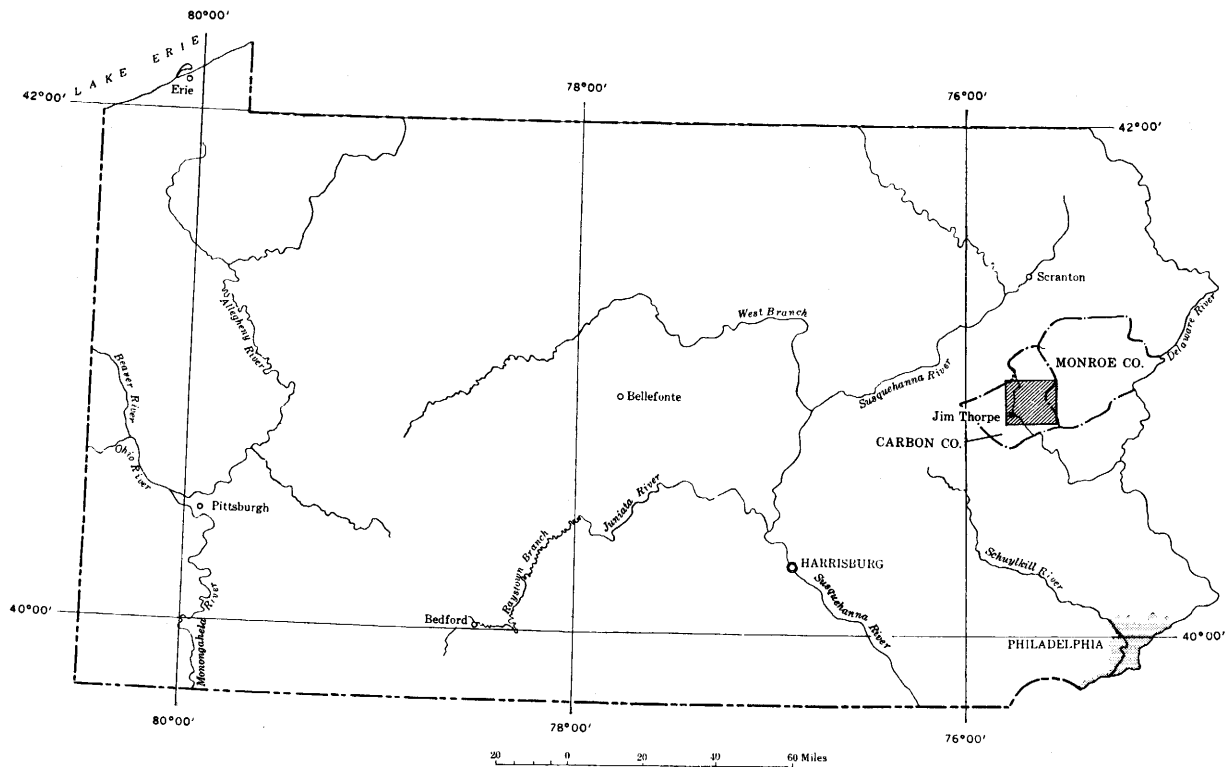 80°00'
LAKE ERIE
Erie
42°00'
78°00'
76°00'
42°00'
Scranton
Allegheny River
West Branch
Delaware River
Susquehanna River
MONROE CO.
Beaver River
Bellefonte
Jim Thorpe
CARBON CO.
Ohio River
Pittsburgh
Juniata River
Raystown Branch
HARRISBURG
Schuylkill River
Susquehanna River
40°00'
Bedford
Monongahela River
PHILADELPHIA
40°00'
80°00'
78°00'
76°00'
20 0 20 40 60 Miles